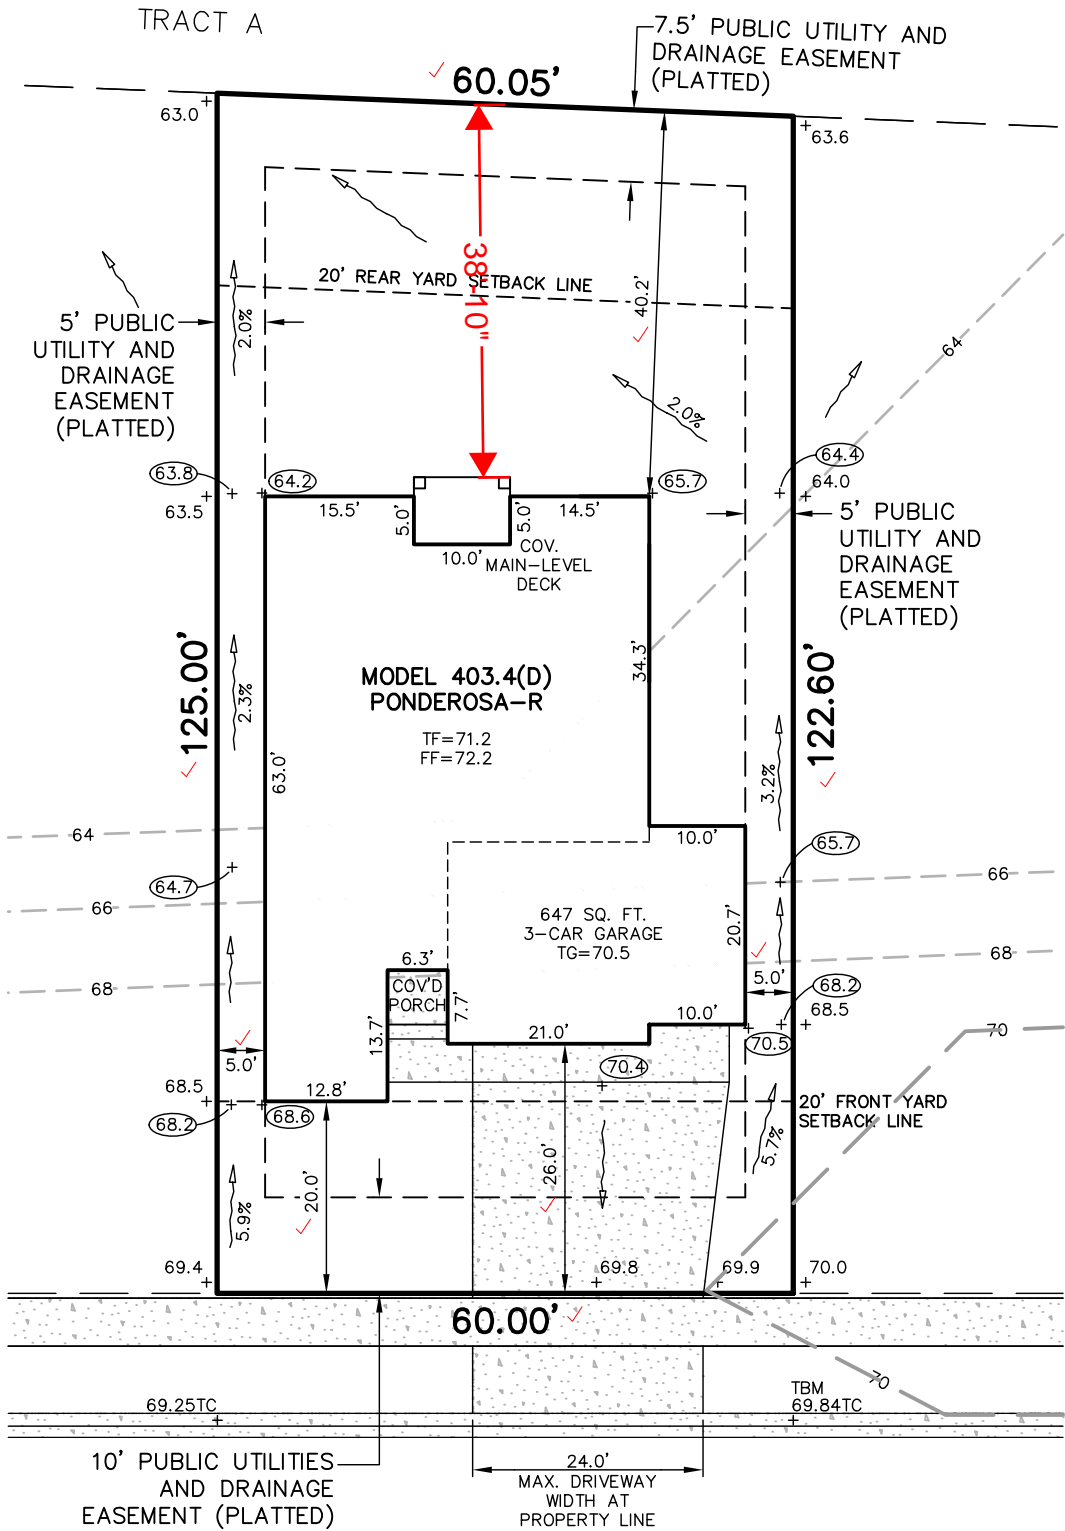 TRACT A
7.5' PUBLIC UTILITY AND
DRAINAGE EASEMENT
(PLATTED)
60.05'
63.0
63.6
38'-10"
20' REAR YARD SETBACK LINE
40.2'
2.0%
5' PUBLIC
UTILITY AND
DRAINAGE
EASEMENT
(PLATTED)
64
2.0%
63.8
64.2
65.7
64.4
63.5
64.0
15.5'
5.0'
5.0'
14.5'
10.0'
COV.
MAIN-LEVEL
DECK
5' PUBLIC
UTILITY AND
DRAINAGE
EASEMENT
(PLATTED)
125.00'
2.3%
34.3'
122.60'
MODEL 403.4(D)
PONDEROSA-R
TF=71.2
FF=72.2
63.0'
3.2%
64
10.0'
65.7
64.7
66
66
647 SQ. FT.
3-CAR GARAGE
TG=70.5
20.7'
6.3'
COV'D
PORCH
7.7'
68
68
5.0'
68.2
68.5
13.7'
21.0'
10.0'
70.5
70
5.0'
70.4
68.5
12.8'
68.2
68.6
20' FRONT YARD
SETBACK LINE
5.7%
20.0'
26.0'
5.9%
69.4
69.8
69.9
70.0
60.00'
70
69.25TC
TBM
69.84TC
10' PUBLIC UTILITIES
AND DRAINAGE
EASEMENT (PLATTED)
24.0'
MAX. DRIVEWAY
WIDTH AT
PROPERTY LINE